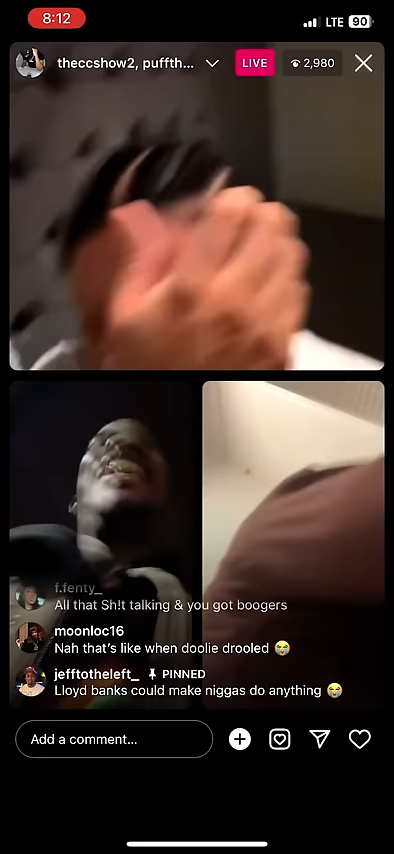 8:12
LTE 90
theccshow2, puffth...
LIVE
2,980
f.fenty_
All that Sh!t talking & you got boogers
moonloc16
Nah that's like when doolie drooled 😭
jefftotheleft_ PINNED
Lloyd banks could make niggas do anything 😭
Add a comment...